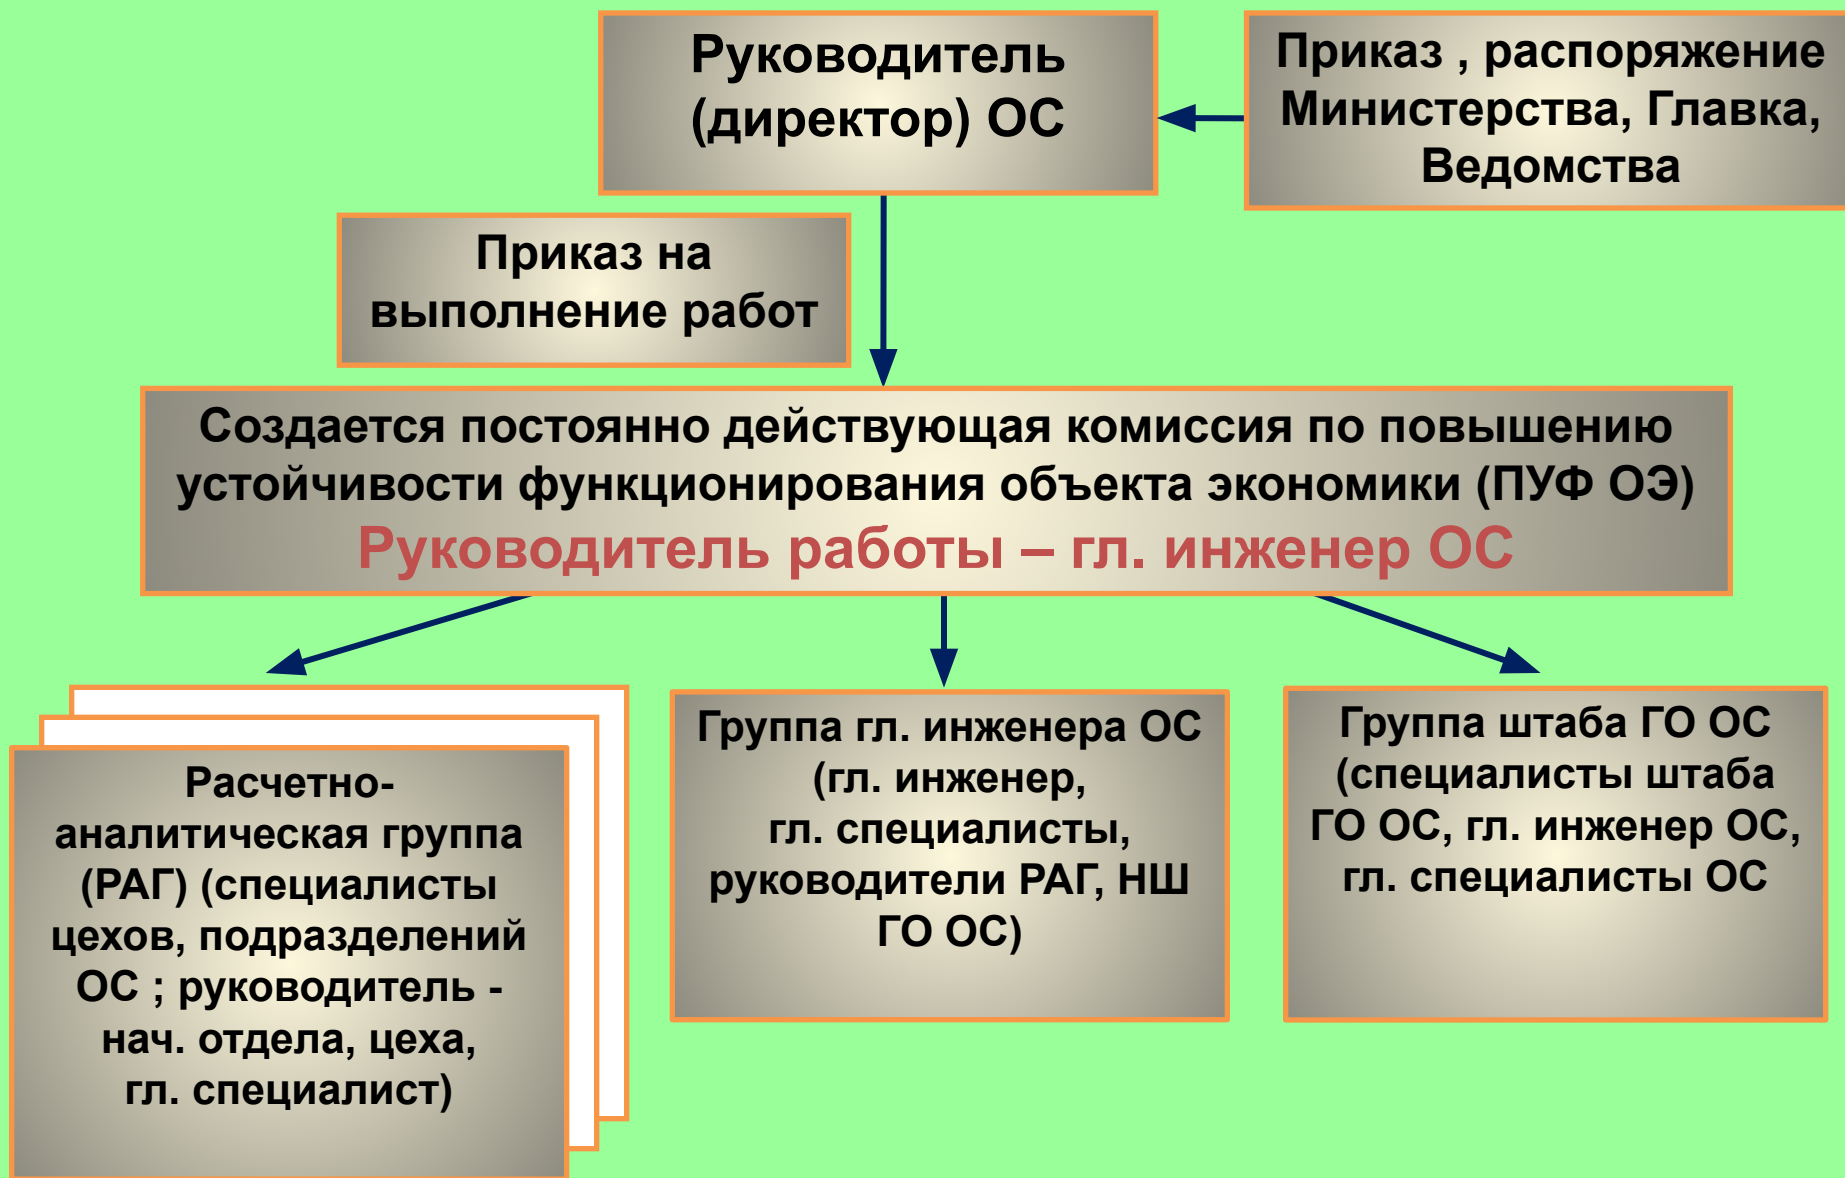 Руководитель
(директор) ОС
Приказ , распоряжение
Министерства, Главка,
Ведомства
Приказ на
выполнение работ
Создается постоянно действующая комиссия по повышению
устойчивости функционирования объекта экономики (ПУФ ОЭ)
Руководитель работы – гл. инженер ОС
Расчетно-
аналитическая группа
(РАГ) (специалисты
цехов, подразделений
ОС ; руководитель -
нач. отдела, цеха,
гл. специалист)
Группа гл. инженера ОС
(гл. инженер,
гл. специалисты,
руководители РАГ, НШ
ГО ОС)
Группа штаба ГО ОС
(специалисты штаба
ГО ОС, гл. инженер ОС,
гл. специалисты ОС